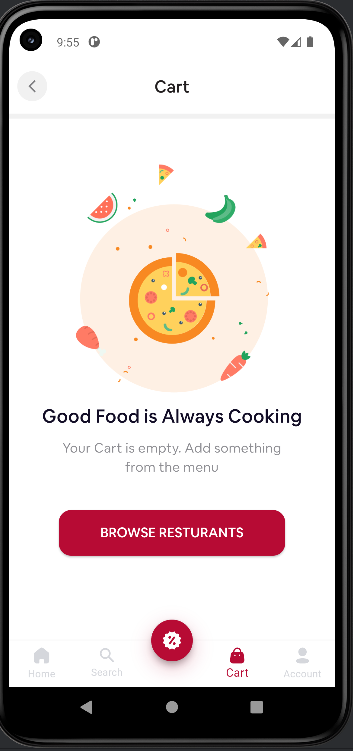 9:55
Cart
Good Food is Always Cooking
Your Cart is empty. Add something
from the menu
BROWSE RESTURANTS
%
Home
Search
Cart
Account